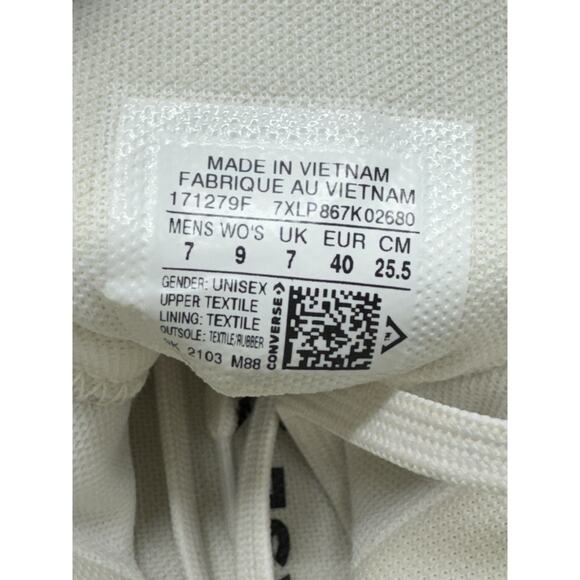 MADE IN VIETNAM
FABRIQUE AU VIETNAM
171279F 7XLP867K02680
MENS WO'S UK EUR CM
7 9 7 40 25.5
GENDER: UNISEX
UPPER TEXTILE
LINING: TEXTILE
OUTSOLE: TEXTILE/RUBBER
2103 M88
CONVERSE